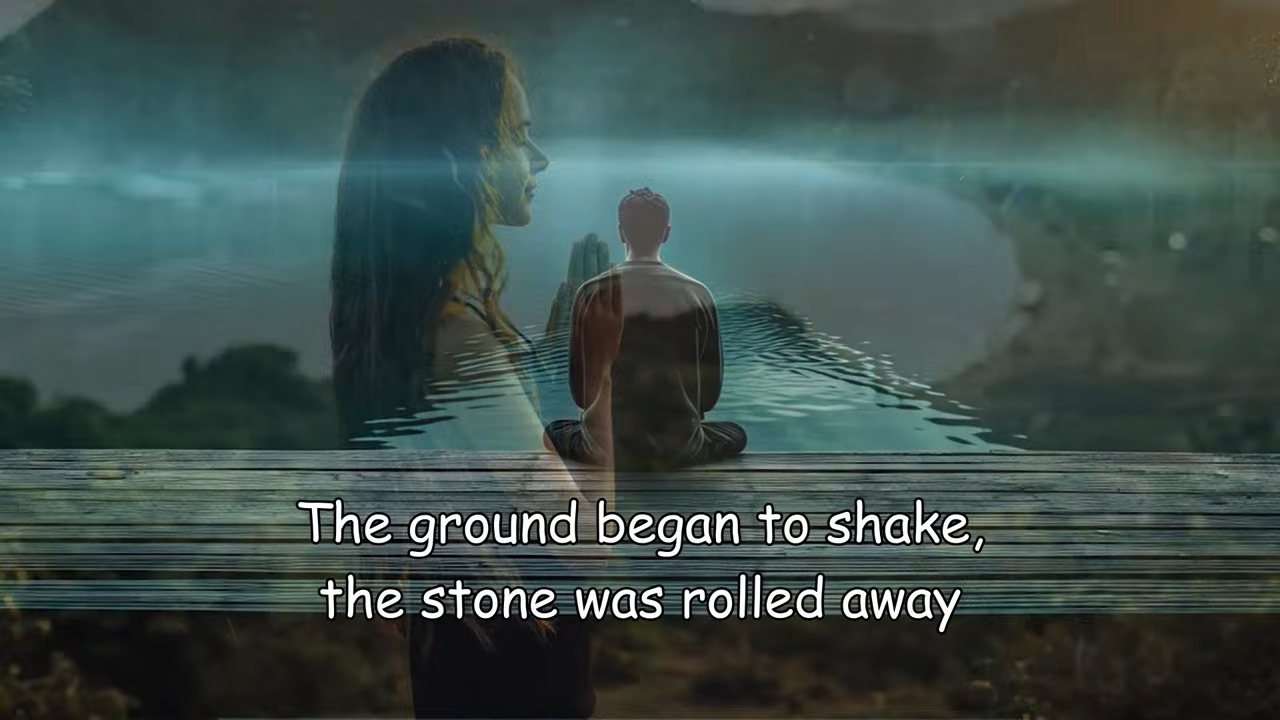 The ground began to shake,
the stone was rolled away